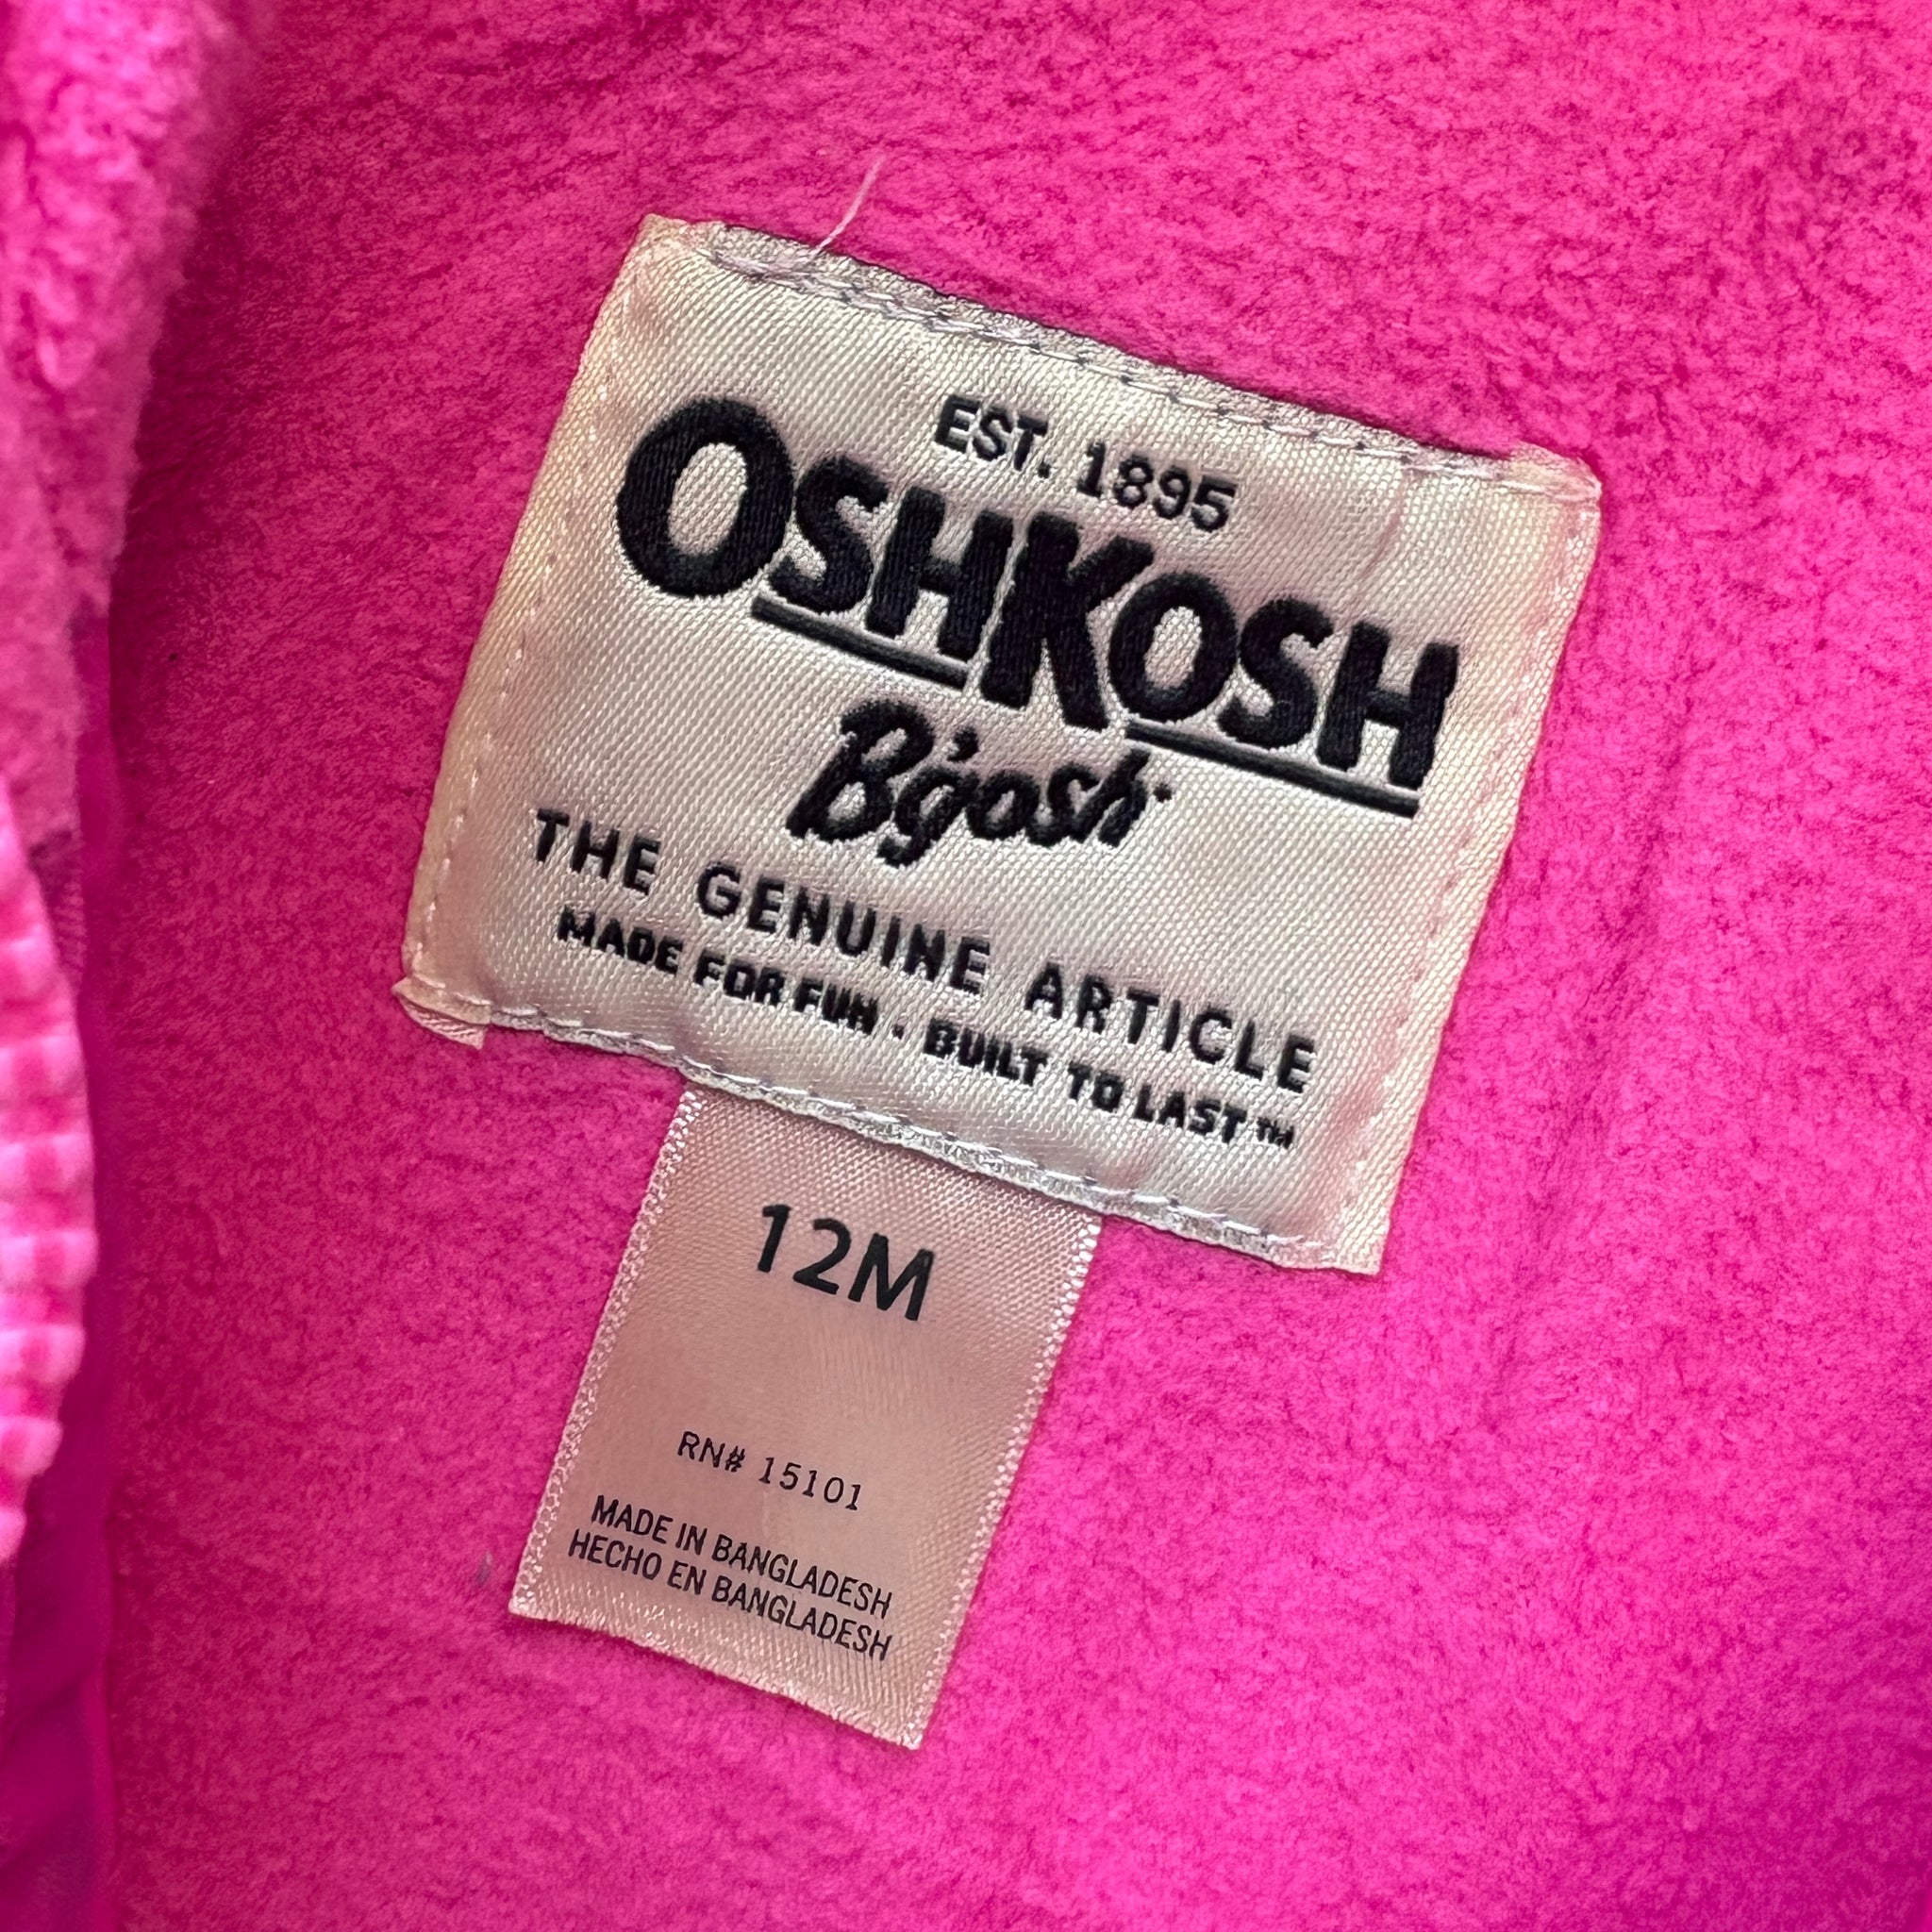 EST. 1895
OSHKOSH
B'gosh
THE GENUINE ARTICLE
MADE FOR FUN • BUILT TO LAST™
12M
RN# 15101
MADE IN BANGLADESH
HECHO EN BANGLADESH